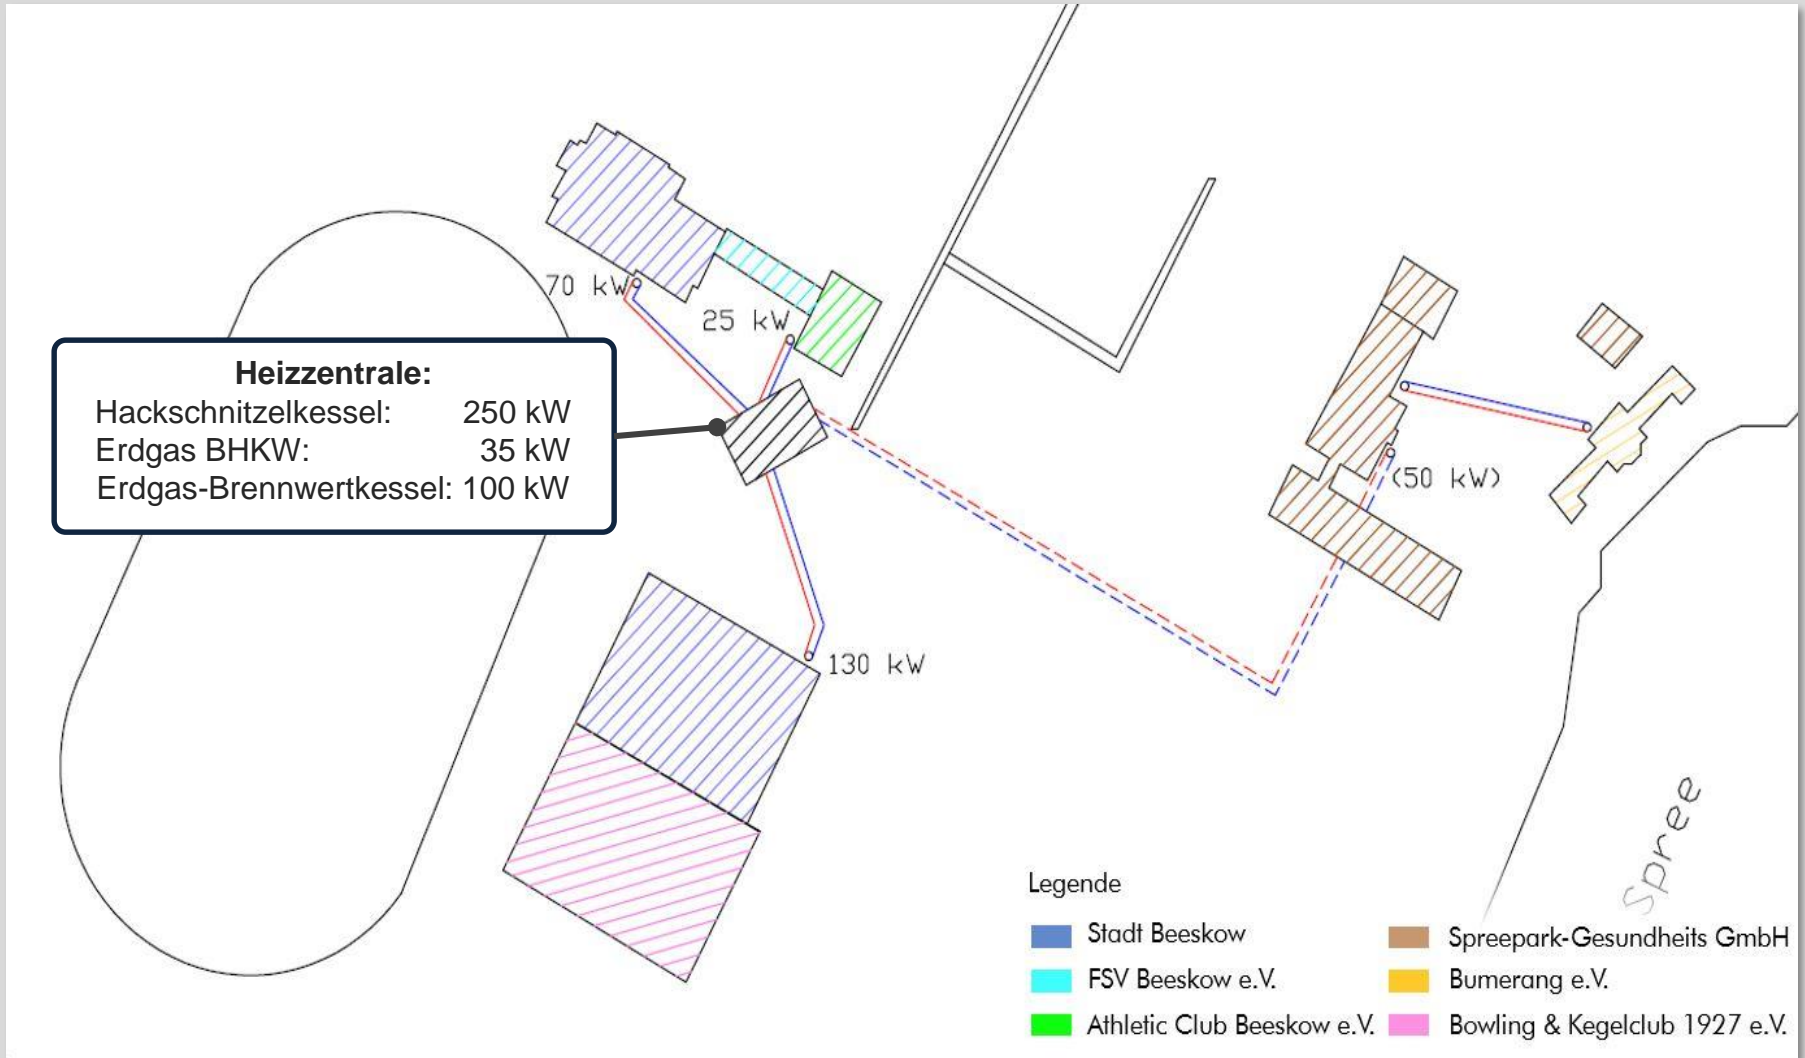 70 kW
25 kW
Heizzentrale:
Hackschnitzelkessel: 250 kW
Erdgas BHKW: 35 kW
Erdgas-Brennwertkessel: 100 kW
(50 kW)
130 kW
Spree
Legende
Stadt Beeskow
FSV Beeskow e.V.
Athletic Club Beeskow e.V.
Spreepark-Gesundheits GmbH
Bumerang e.V.
Bowling & Kegelclub 1927 e.V.